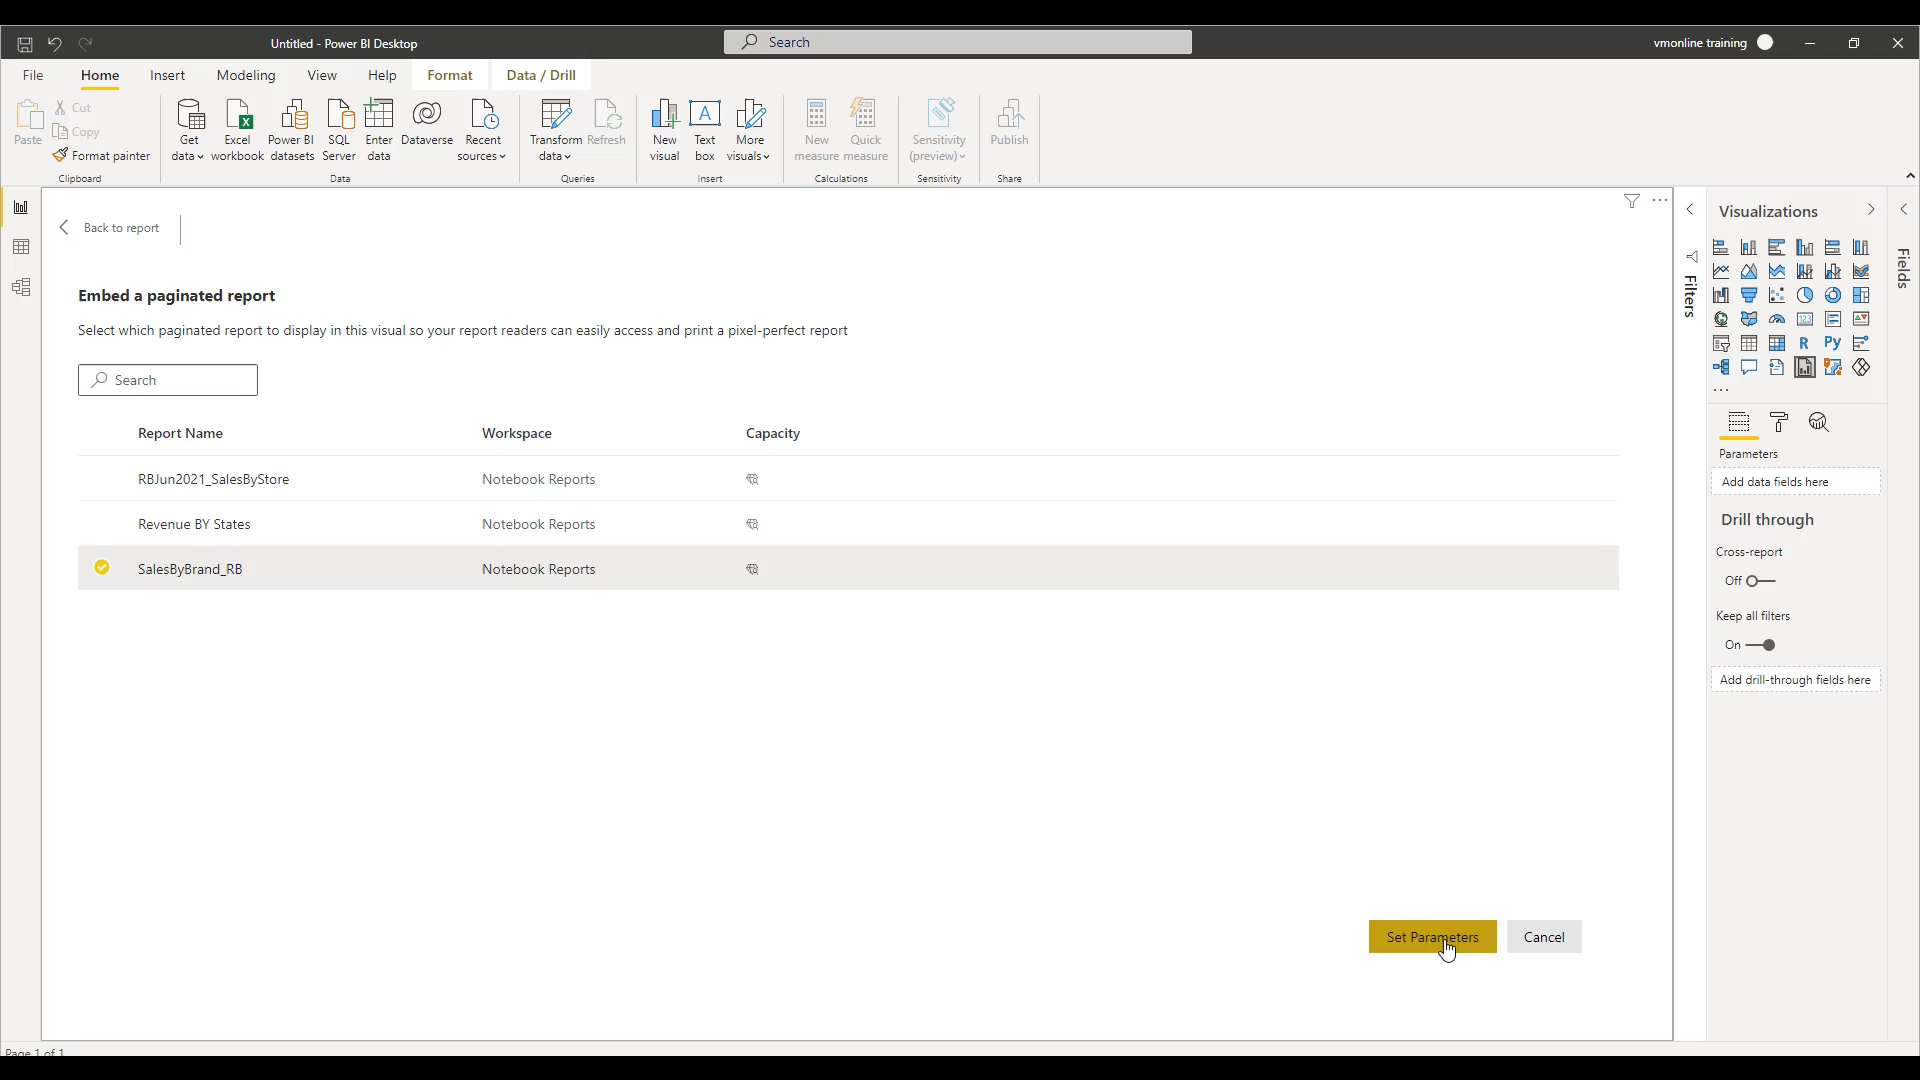 Untitled - Power BI Desktop
Search
vmonline training
File
Home
Insert
Modeling
View
Help
Format
Data / Drill
Paste
Cut
Copy
Format painter
Clipboard
Get data
Excel workbook
Power BI datasets
SQL Server
Enter data
Dataverse
Recent sources
Data
Transform data
Refresh
Queries
New visual
Text box
More visuals
Insert
New measure
Quick measure
Calculations
Sensitivity (preview)
Sensitivity
Publish
Share
Back to report
Embed a paginated report
Select which paginated report to display in this visual so your report readers can easily access and print a pixel-perfect report
Search
Report Name Workspace Capacity
RBJun2021_SalesByStore Notebook Reports
Revenue BY States Notebook Reports
SalesByBrand_RB Notebook Reports
Set Parameters
Cancel
Filters
Visualizations
123
R
Py
Parameters
Add data fields here
Drill through
Cross-report
Off
Keep all filters
On
Add drill-through fields here
Fields
Page 1 of 1